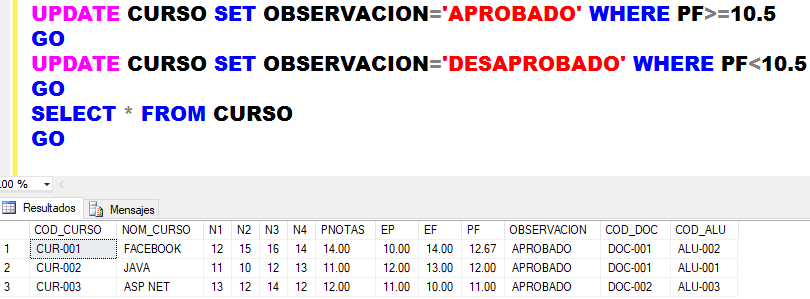 UPDATE CURSO SET OBSERVACION='APROBADO' WHERE PF>=10.5
GO
UPDATE CURSO SET OBSERVACION='DESAPROBADO' WHERE PF<10.5
GO
SELECT * FROM CURSO
GO
.00 %
Resultados Mensajes
COD_CURSO NOM_CURSO N1 N2 N3 N4 PNOTAS EP EF PF OBSERVACION COD_DOC COD_ALU
1 CUR-001 FACEBOOK 12 15 16 14 14.00 10.00 14.00 12.67 APROBADO DOC-001 ALU-002
2 CUR-002 JAVA 11 10 12 13 11.00 12.00 13.00 12.00 APROBADO DOC-001 ALU-001
3 CUR-003 ASP NET 13 12 14 12 12.00 11.00 10.00 11.00 APROBADO DOC-002 ALU-003